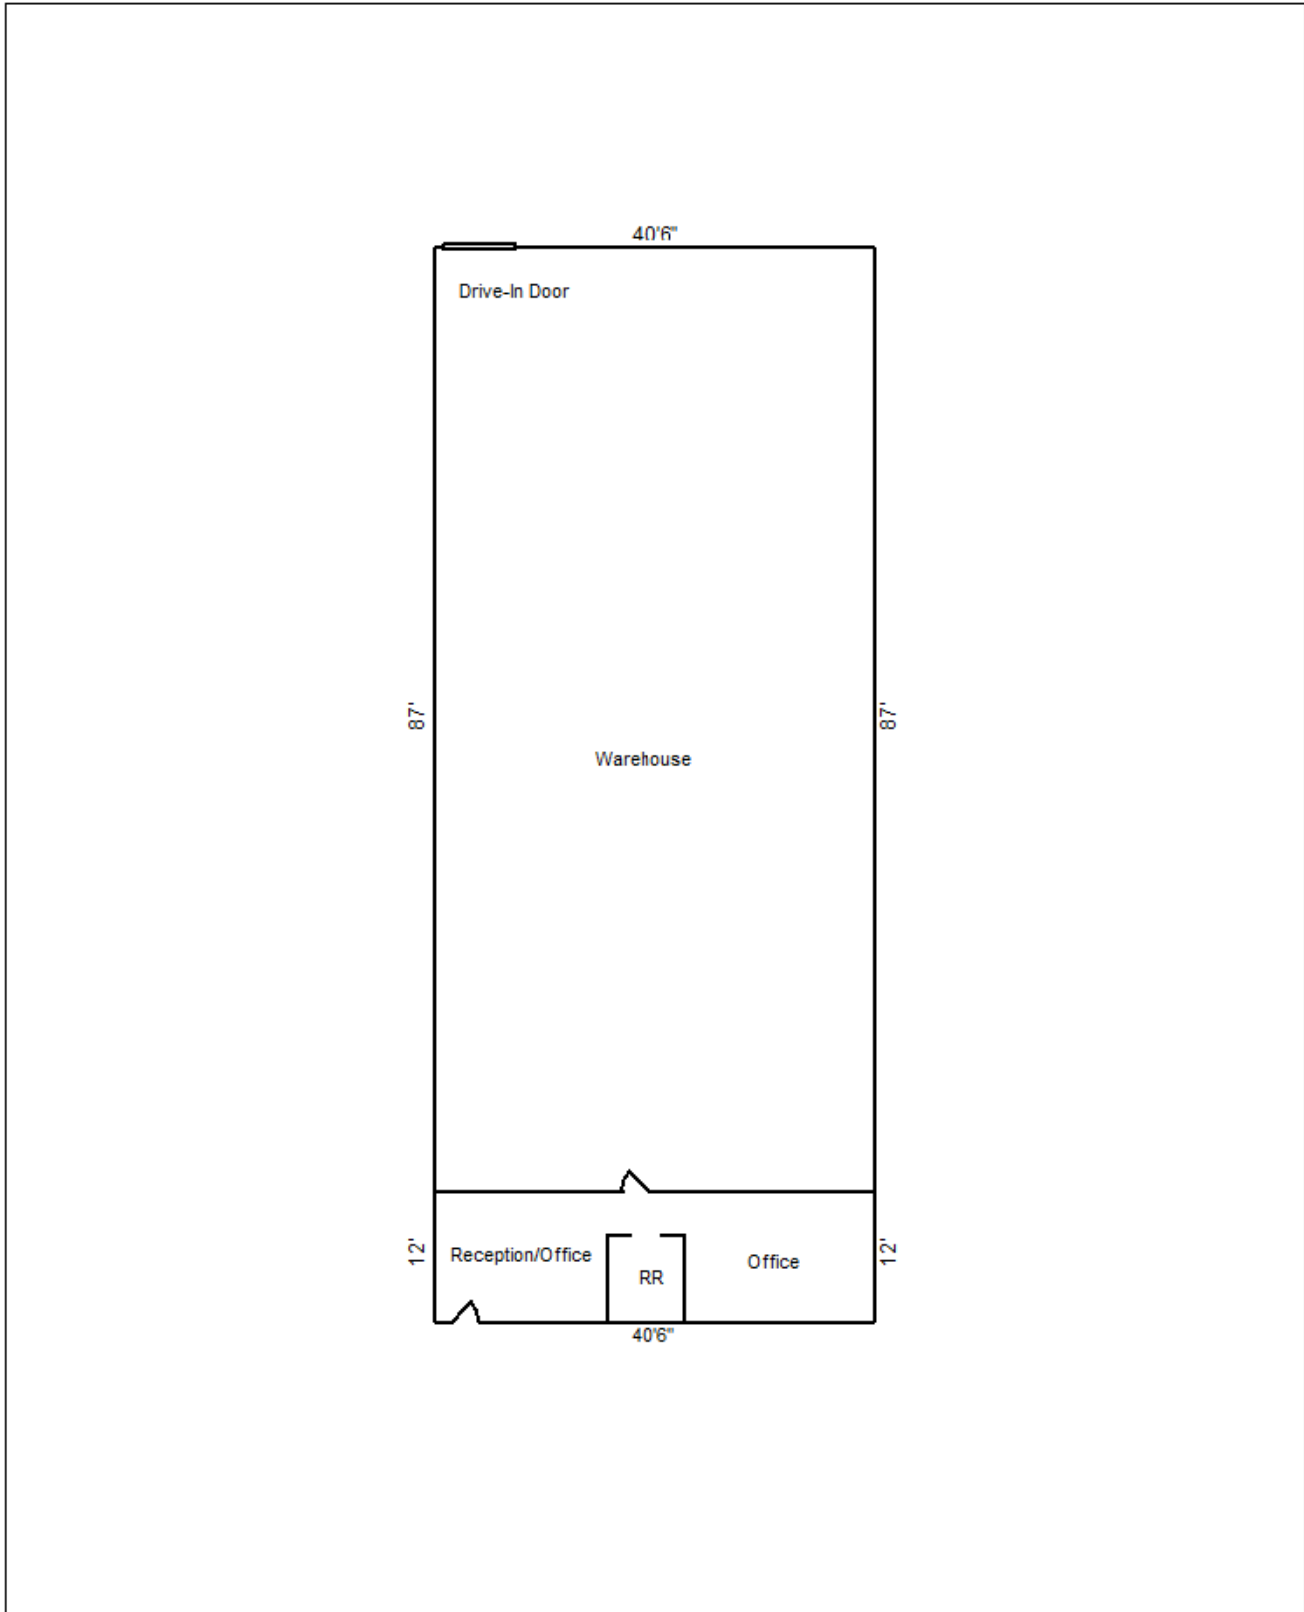 40'6"
Drive-In Door
87'
87'
Warehouse
12'
Reception/Office
RR
Office
12'
40'6"